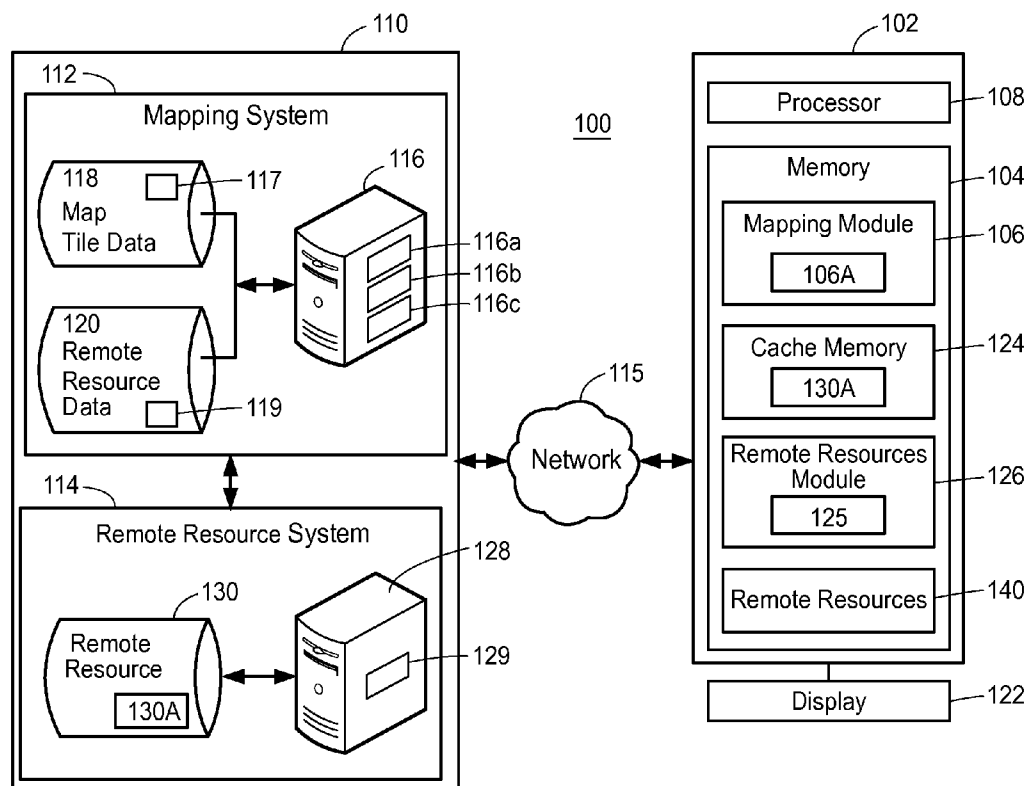 110
112
Mapping System
118
117
Map
Tile Data
116
116a
116b
116c
120
Remote
Resource
Data
119
114
Remote Resource System
130
Remote
Resource
130A
128
129
100
115
Network
102
Processor
108
Memory
104
Mapping Module
106
106A
Cache Memory
124
130A
Remote Resources
Module
126
125
Remote Resources
140
Display
122